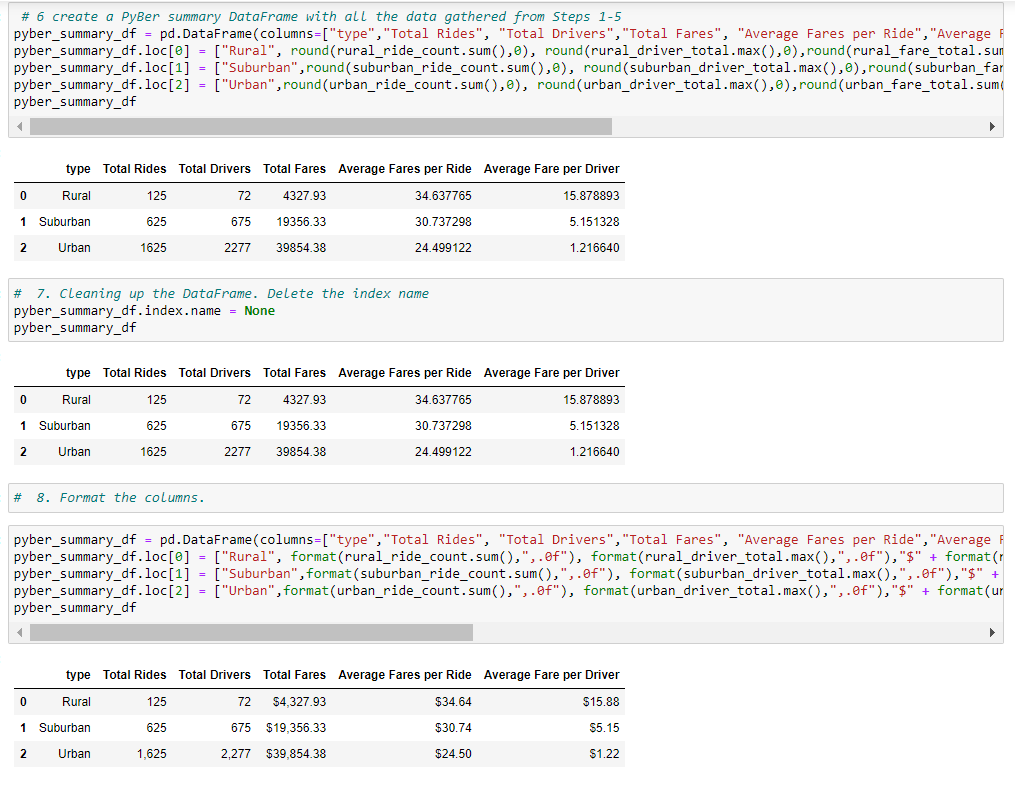 # 6 create a PyBer summary DataFrame with all the data gathered from Steps 1-5
pyber_summary_df = pd.DataFrame(columns=["type","Total Rides", "Total Drivers","Total Fares", "Average Fares per Ride","Average
pyber_summary_df.loc[0] = ["Rural", round(rural_ride_count.sum(),0), round(rural_driver_total.max(),0),round(rural_fare_total.sum
pyber_summary_df.loc[1] = ["Suburban",round(suburban_ride_count.sum(),0), round(suburban_driver_total.max(),0),round(suburban_far
pyber_summary_df.loc[2] = ["Urban",round(urban_ride_count.sum(),0), round(urban_driver_total.max(),0),round(urban_fare_total.sum(
pyber_summary_df
type Total Rides Total Drivers Total Fares Average Fares per Ride Average Fare per Driver
0 Rural 125 72 4327.93 34.637765 15.878893
1 Suburban 625 675 19356.33 30.737298 5.151328
2 Urban 1625 2277 39854.38 24.499122 1.216640
# 7. Cleaning up the DataFrame. Delete the index name
pyber_summary_df.index.name = None
pyber_summary_df
type Total Rides Total Drivers Total Fares Average Fares per Ride Average Fare per Driver
0 Rural 125 72 4327.93 34.637765 15.878893
1 Suburban 625 675 19356.33 30.737298 5.151328
2 Urban 1625 2277 39854.38 24.499122 1.216640
# 8. Format the columns.
pyber_summary_df = pd.DataFrame(columns=["type","Total Rides", "Total Drivers","Total Fares", "Average Fares per Ride","Average
pyber_summary_df.loc[0] = ["Rural", format(rural_ride_count.sum(),",.0f"), format(rural_driver_total.max(),",.0f"),"$" + format(r
pyber_summary_df.loc[1] = ["Suburban",format(suburban_ride_count.sum(),",.0f"), format(suburban_driver_total.max(),",.0f"),"$" +
pyber_summary_df.loc[2] = ["Urban",format(urban_ride_count.sum(),",.0f"), format(urban_driver_total.max(),",.0f"),"$" + format(ur
pyber_summary_df
type Total Rides Total Drivers Total Fares Average Fares per Ride Average Fare per Driver
0 Rural 125 72 $4,327.93 $34.64 $15.88
1 Suburban 625 675 $19,356.33 $30.74 $5.15
2 Urban 1,625 2,277 $39,854.38 $24.50 $1.22